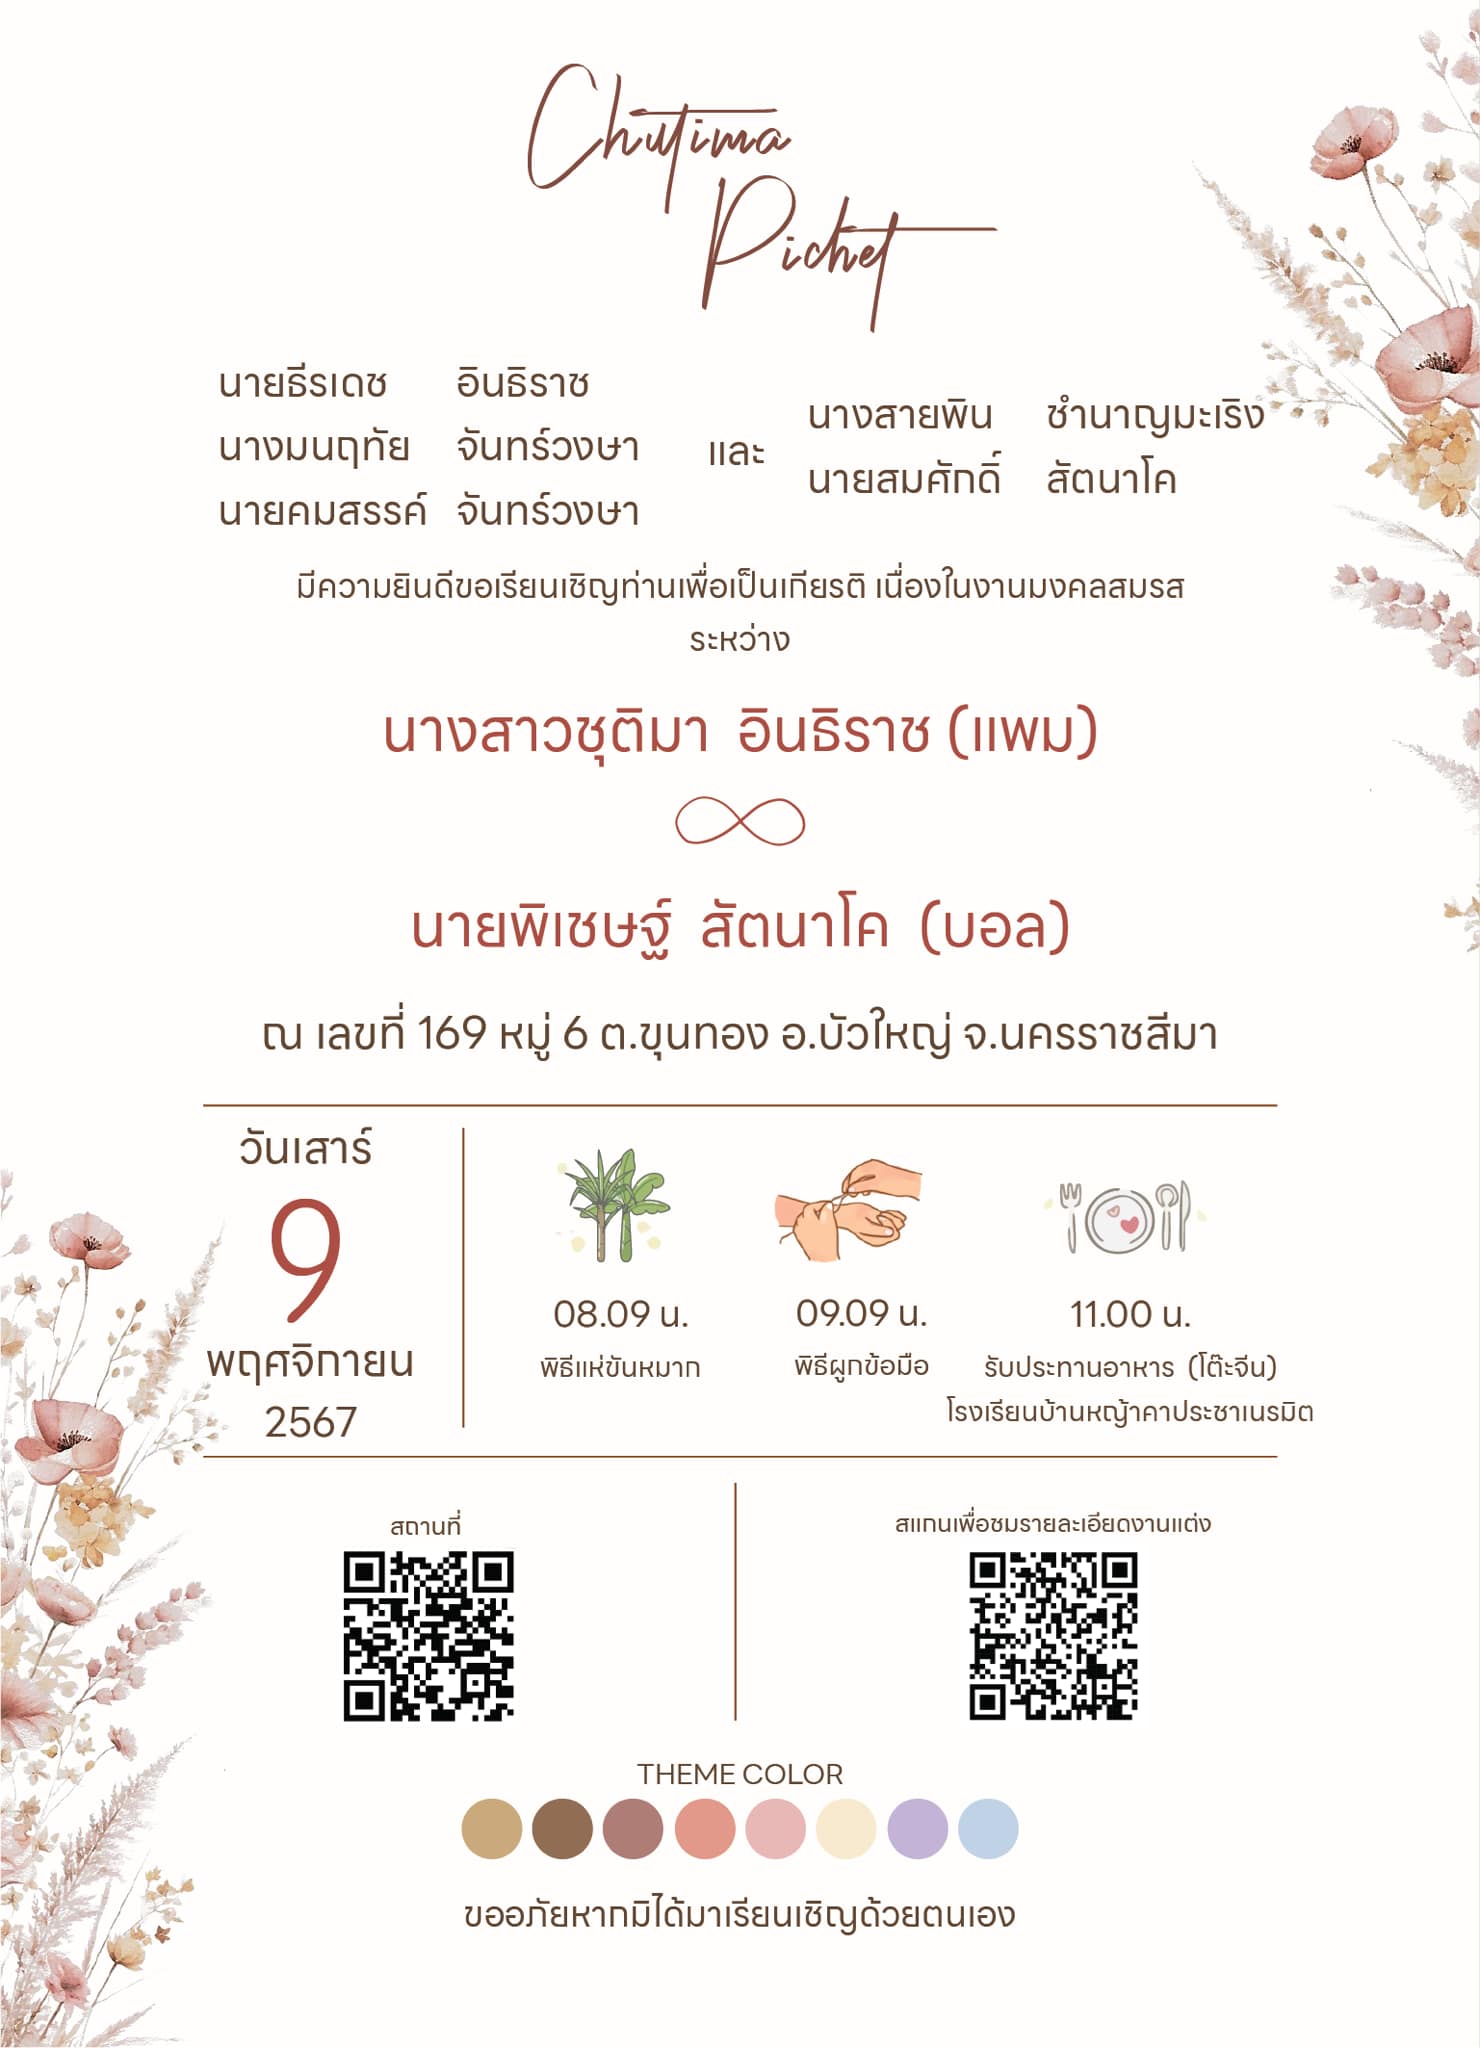 Chutima
Pichet
นายธีรเดช อินธิราช
นางมนฤทัย จันทร์วงษา
นายคมสรรค์ จันทร์วงษา
และ
นางสายพิน ชำนาญมะเริง
นายสมศักดิ์ สัตนาโค
มีความยินดีขอเรียนเชิญท่านเพื่อเป็นเกียรติ เนื่องในงานมงคลสมรส
ระหว่าง
นางสาวชุติมา อินธิราช (แพม)
นายพิเชษฐ์ สัตนาโค (บอล)
ณ เลขที่ 169 หมู่ 6 ต.ขุนทอง อ.บัวใหญ่ จ.นครราชสีมา
วันเสาร์
9
พฤศจิกายน
2567
08.09 น.
พิธีแห่ขันหมาก
09.09 น.
พิธีผูกข้อมือ
11.00 น.
รับประทานอาหาร (โต๊ะจีน)
โรงเรียนบ้านหญ้าคาประชาเนรมิต
สถานที่
สแกนเพื่อชมรายละเอียดงานแต่ง
THEME COLOR
ขออภัยหากมิได้มาเรียนเชิญด้วยตนเอง